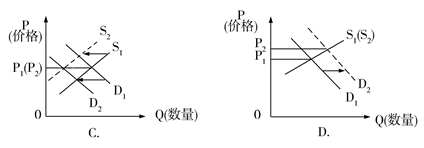 P
(价格)
S₂
S₁
P₁(P₂)
D₁
D₂
0
Q(数量)
C.
P
(价格)
S₁(S₂)
P₂
P₁
D₂
D₁
0
Q(数量)
D.